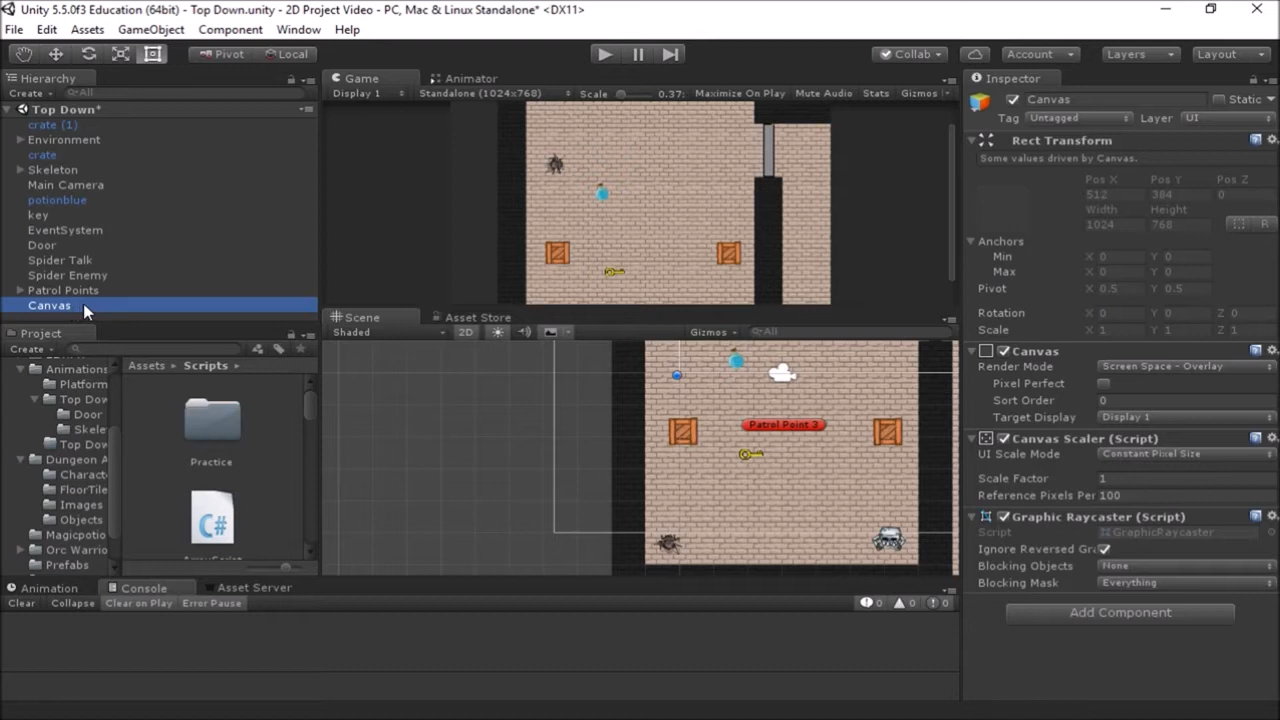 Unity 5.5.0f3 Education (64bit) - Top Down.unity - 2D Project Video - PC, Mac & Linux Standalone* <DX11>
File Edit Assets GameObject Component Window Help
Pivot Local Collab Account Layers Layout
Hierarchy
Create All
Top Down*
crate (1)
Environment
crate
Skeleton
Main Camera
potionblue
key
EventSystem
Door
Spider Talk
Spider Enemy
Patrol Points
Canvas
Project
Create
Animations
Platform
Top Dow
Door
Skele
Top Dow
Dungeon A
Charact
FloorTile
Images
Objects
Magicpotio
Orc Warrio
Prefabs
Assets Scripts
Practice
C#
Game Animator
Display 1 Standalone (1024x768) Scale 0.37: Maximize On Play Mute Audio Stats Gizmos
Scene Asset Store
Shaded 2D Gizmos All
Patrol Point 3
Animation Console Asset Server
Clear Collapse Clear on Play Error Pause 0 0 0
Inspector
Canvas Static
Tag Untagged Layer UI
Rect Transform
Some values driven by Canvas.
Pos X Pos Y Pos Z
512 384 0
Width Height
1024 768 R
Anchors
Min X 0 Y 0
Max X 0 Y 0
Pivot X 0.5 Y 0.5
Rotation X 0 Y 0 Z 0
Scale X 1 Y 1 Z 1
Canvas
Render Mode Screen Space - Overlay
Pixel Perfect
Sort Order 0
Target Display Display 1
Canvas Scaler (Script)
UI Scale Mode Constant Pixel Size
Scale Factor 1
Reference Pixels Per 100
Graphic Raycaster (Script)
Script GraphicRaycaster
Ignore Reversed Gra
Blocking Objects None
Blocking Mask Everything
Add Component